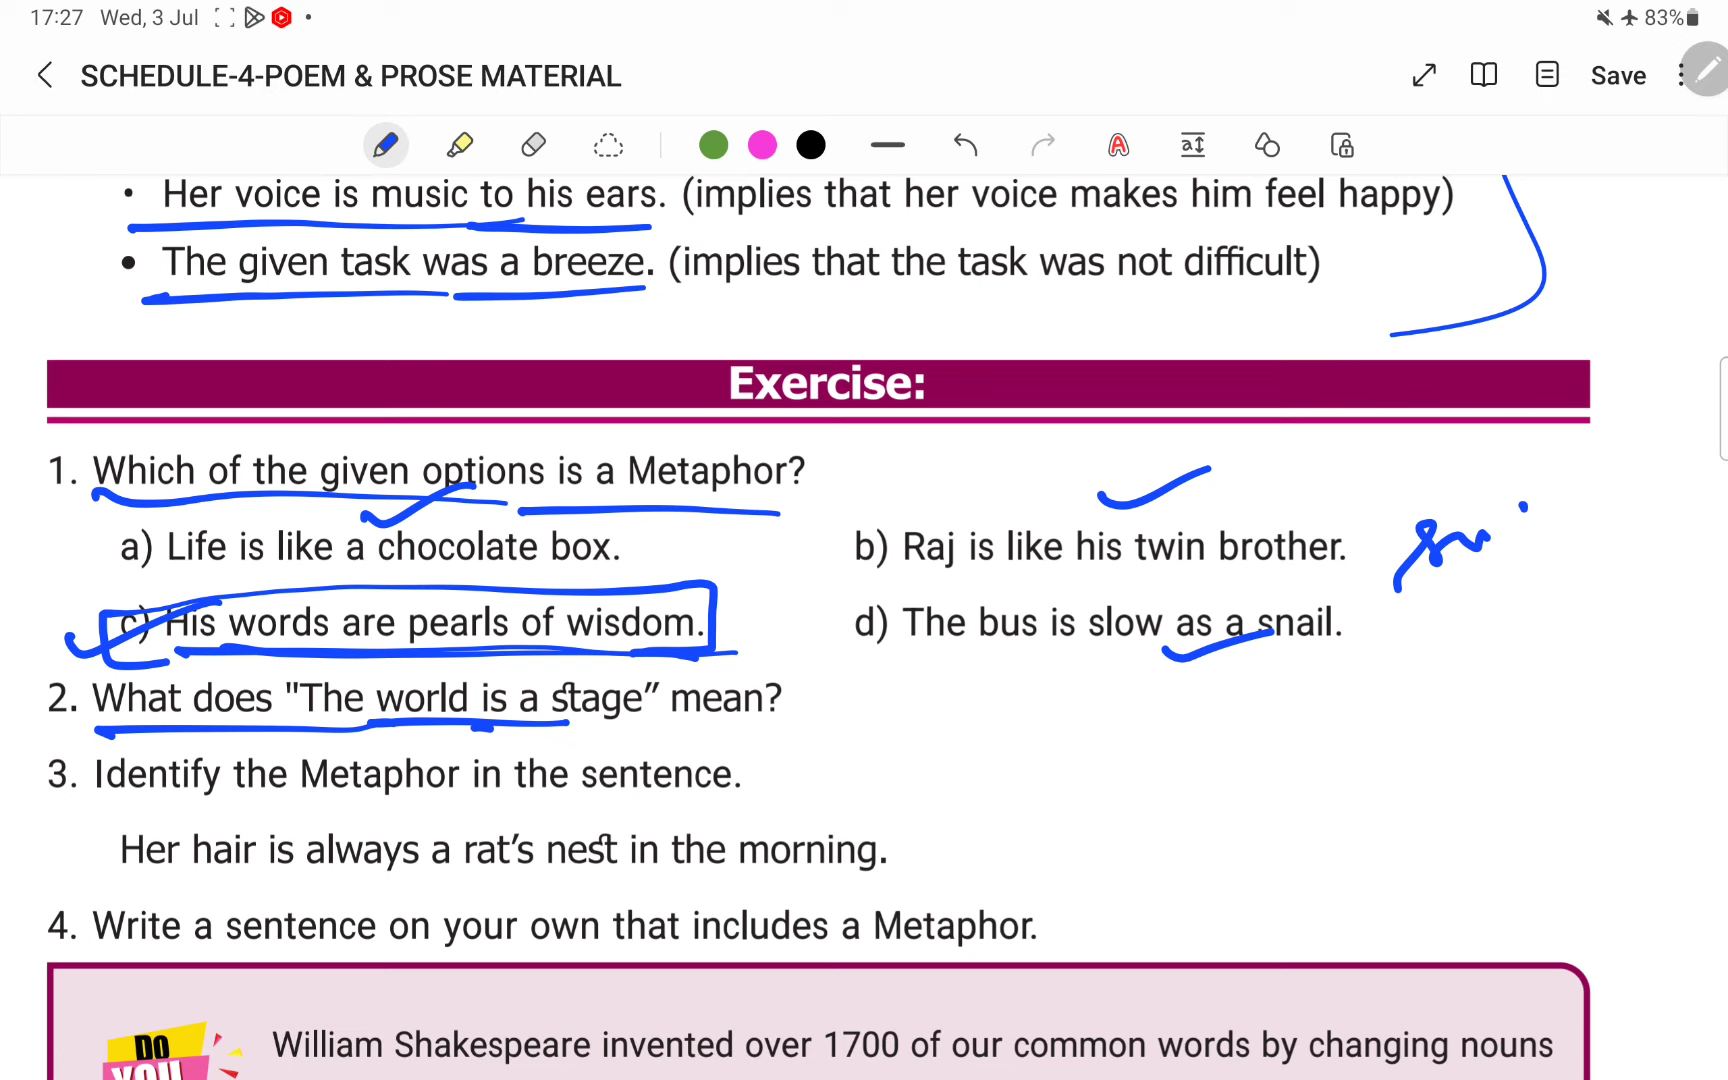 17:27 Wed, 3 Jul 83%
SCHEDULE-4-POEM & PROSE MATERIAL Save
A a
• Her voice is music to his ears. (implies that her voice makes him feel happy)
• The given task was a breeze. (implies that the task was not difficult)
Exercise:
1. Which of the given options is a Metaphor?
a) Life is like a chocolate box. b) Raj is like his twin brother.
c) His words are pearls of wisdom. d) The bus is slow as a snail.
2. What does "The world is a stage” mean?
3. Identify the Metaphor in the sentence.
Her hair is always a rat’s nest in the morning.
4. Write a sentence on your own that includes a Metaphor.
DO William Shakespeare invented over 1700 of our common words by changing nouns
YOU